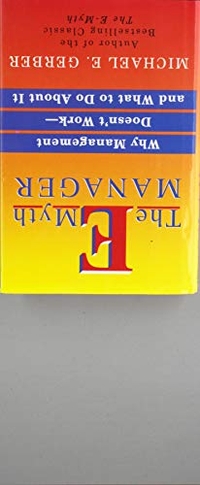 The E Myth
MANAGER
Why Management
Doesn't Work—
and What to Do About It
MICHAEL E. GERBER
Author of the
Bestselling Classic
The E-Myth